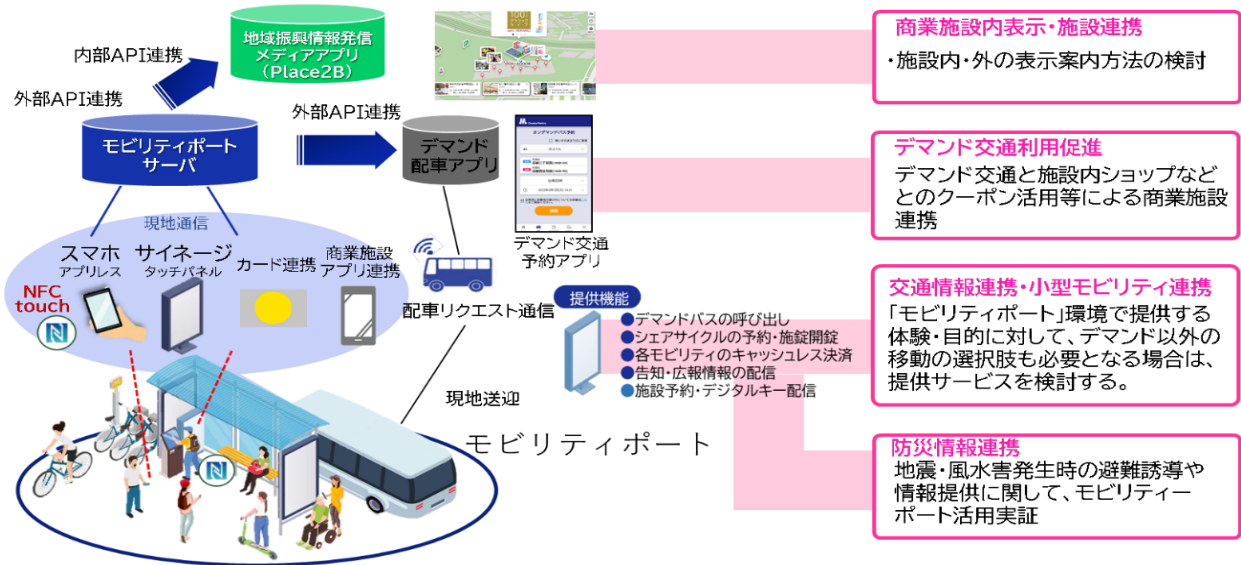 地域振興情報発信
メディアアプリ
(Place2B)
内部API連携
外部API連携
外部API連携
モビリティポート
サーバ
デマンド
配車アプリ
オンデマンドバス予約
デマンド交通
予約アプリ
現地通信
スマホ
アプリレス
サイネージ
タッチパネル
カード連携
商業施設
アプリ連携
NFC
touch
配車リクエスト通信
提供機能
●デマンドバスの呼び出し
●シェアサイクルの予約・施錠開錠
●各モビリティのキャッシュレス決済
●告知・広報情報の配信
●施設予約・デジタルキー配信
現地送迎
モビリティポート
商業施設内表示・施設連携
・施設内・外の表示案内方法の検討
デマンド交通利用促進
デマンド交通と施設内ショップなど
とのクーポン活用等による商業施設
連携
交通情報連携・小型モビリティ連携
「モビリティポート」環境で提供する
体験・目的に対して、デマンド以外の
移動の選択肢も必要となる場合は、
提供サービスを検討する。
防災情報連携
地震・風水害発生時の避難誘導や
情報提供に関して、モビリティー
ポート活用実証